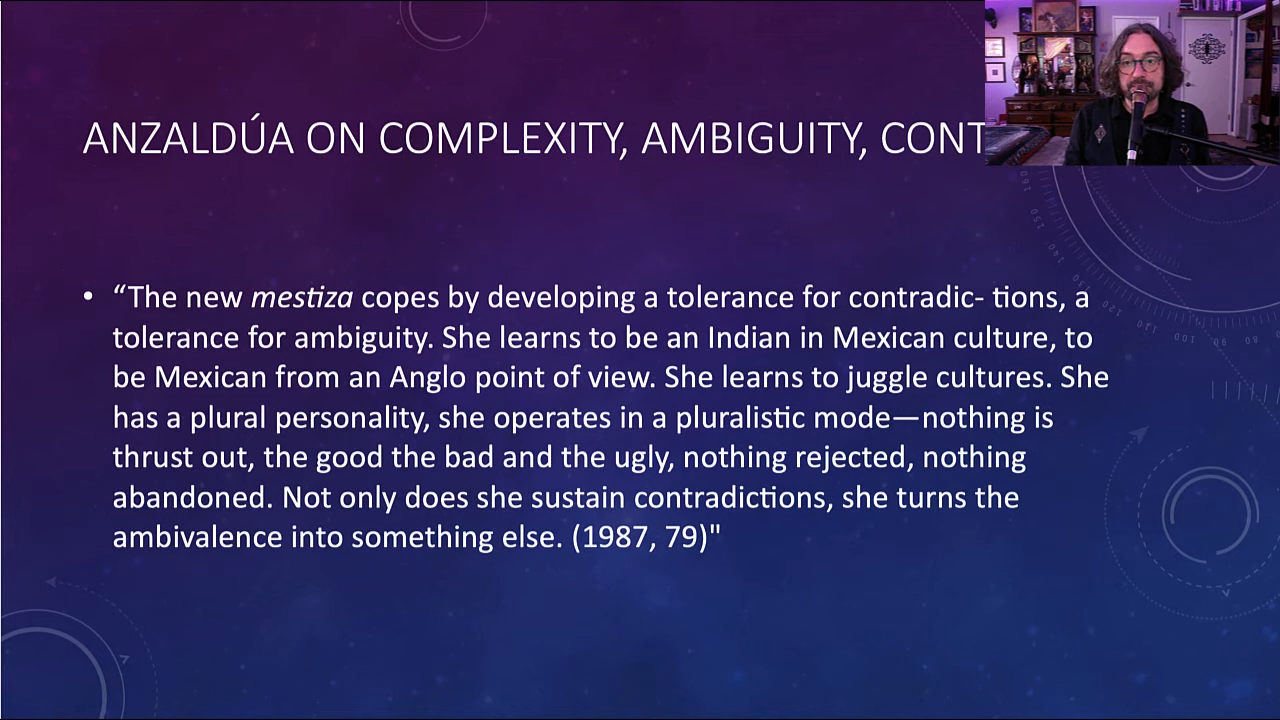 ANZALDÚA ON COMPLEXITY, AMBIGUITY, CONT
• “The new mestiza copes by developing a tolerance for contradic- tions, a
tolerance for ambiguity. She learns to be an Indian in Mexican culture, to
be Mexican from an Anglo point of view. She learns to juggle cultures. She
has a plural personality, she operates in a pluralistic mode—nothing is
thrust out, the good the bad and the ugly, nothing rejected, nothing
abandoned. Not only does she sustain contradictions, she turns the
ambivalence into something else. (1987, 79)"